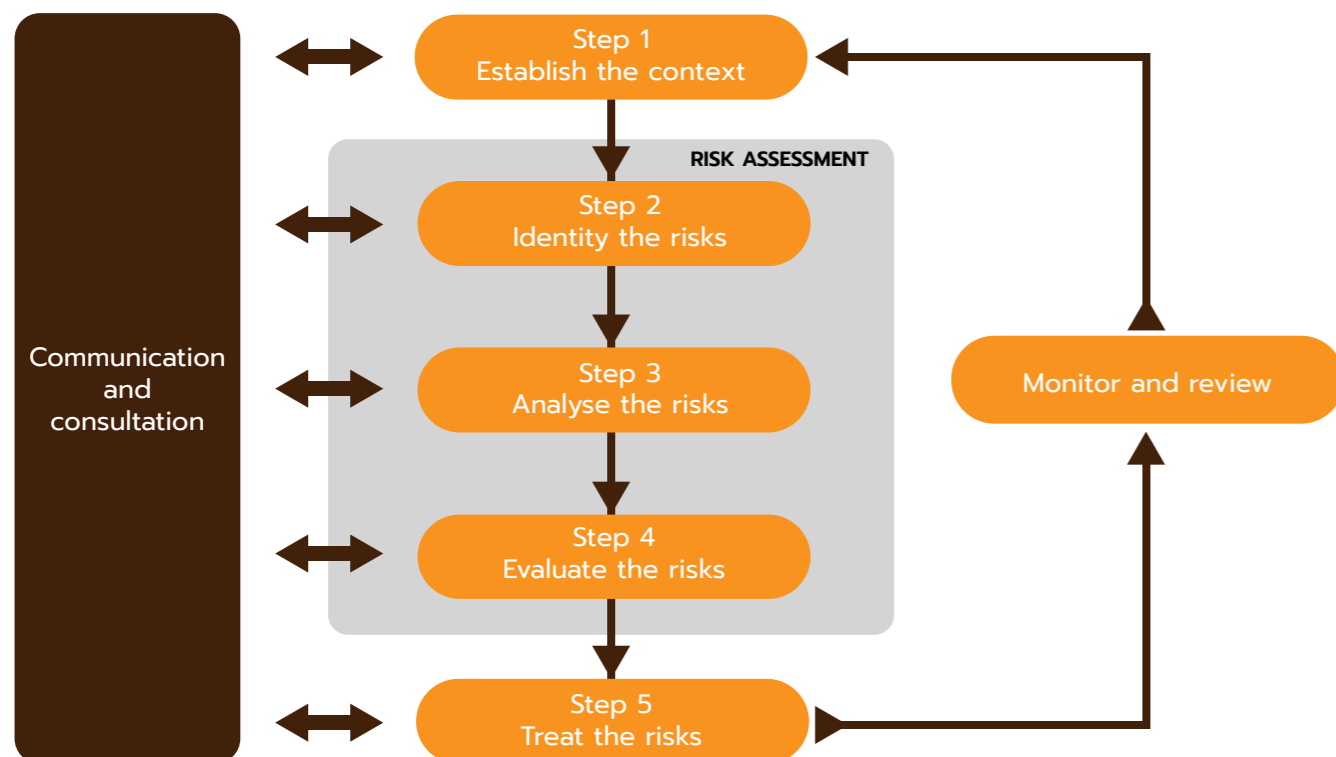 Step 1
Establish the context
RISK ASSESSMENT
Step 2
Identity the risks
Step 3
Analyse the risks
Step 4
Evaluate the risks
Step 5
Treat the risks
Communication
and
consultation
Monitor and review